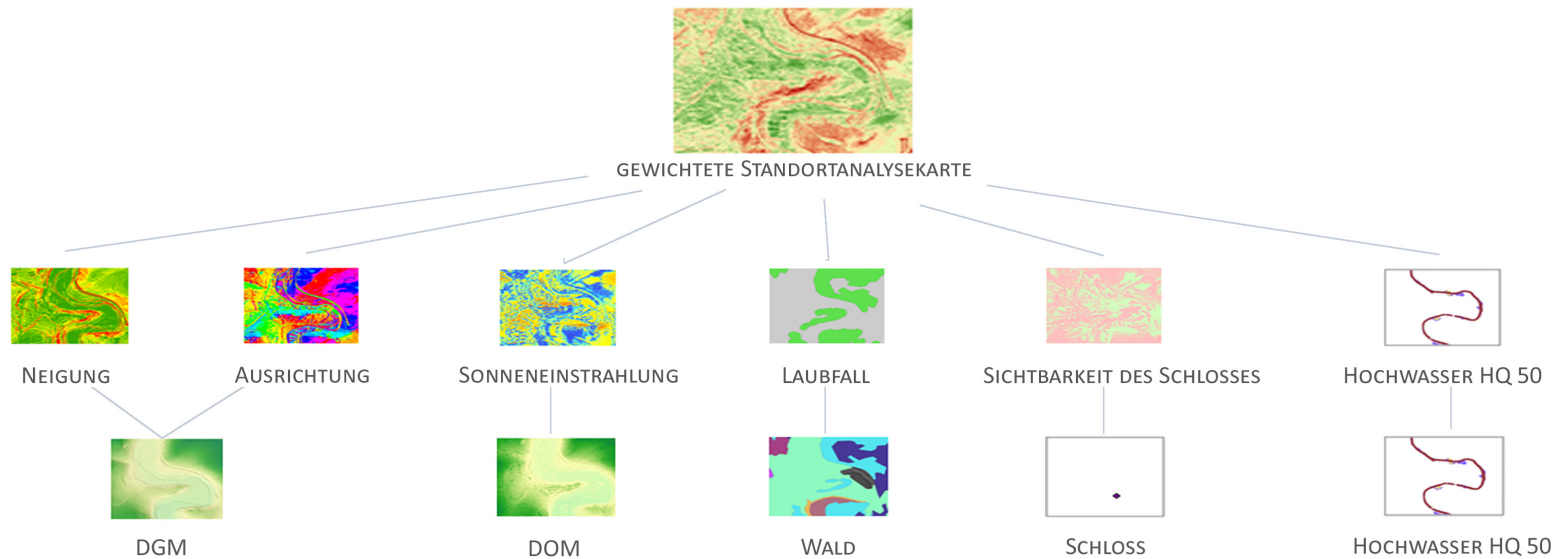 gewichtete Standortanalysekarte
Neigung
Ausrichtung
Sonneneinstrahlung
Laubfall
Sichtbarkeit des Schlosses
Hochwasser HQ 50
DGM
DOM
Wald
Schloss
Hochwasser HQ 50